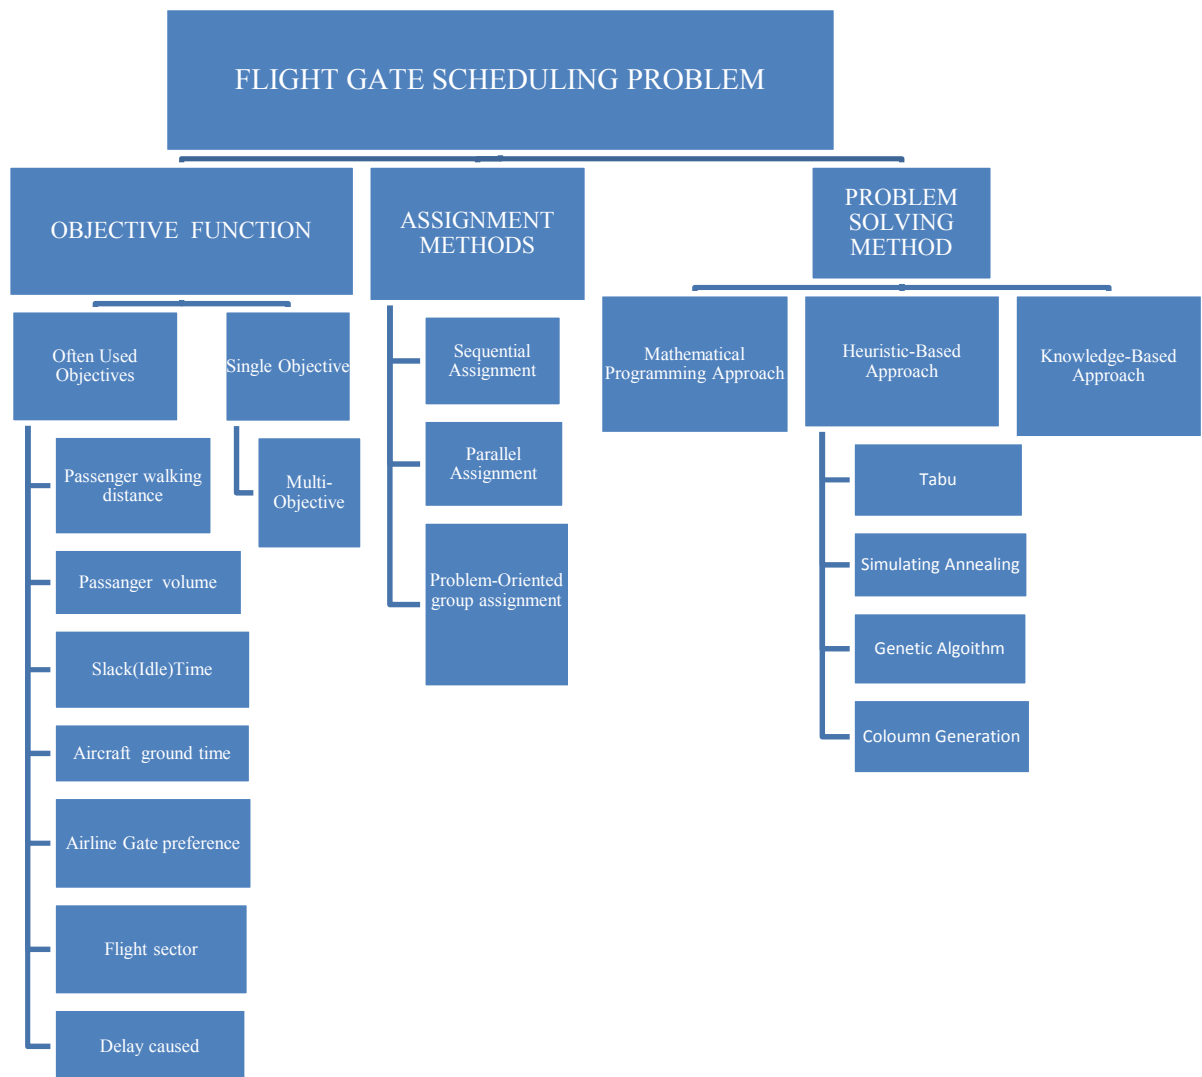 FLIGHT GATE SCHEDULING PROBLEM
OBJECTIVE FUNCTION
ASSIGNMENT
METHODS
PROBLEM
SOLVING
METHOD
Often Used
Objectives
Single Objective
Passenger walking
distance
Multi-
Objective
Passanger volume
Slack(Idle)Time
Aircraft ground time
Airline Gate preference
Flight sector
Delay caused
Sequential
Assignment
Parallel
Assignment
Problem-Oriented
group assignment
Mathematical
Programming Approach
Heuristic-Based
Approach
Knowledge-Based
Approach
Tabu
Simulating Annealing
Genetic Algoithm
Coloumn Generation